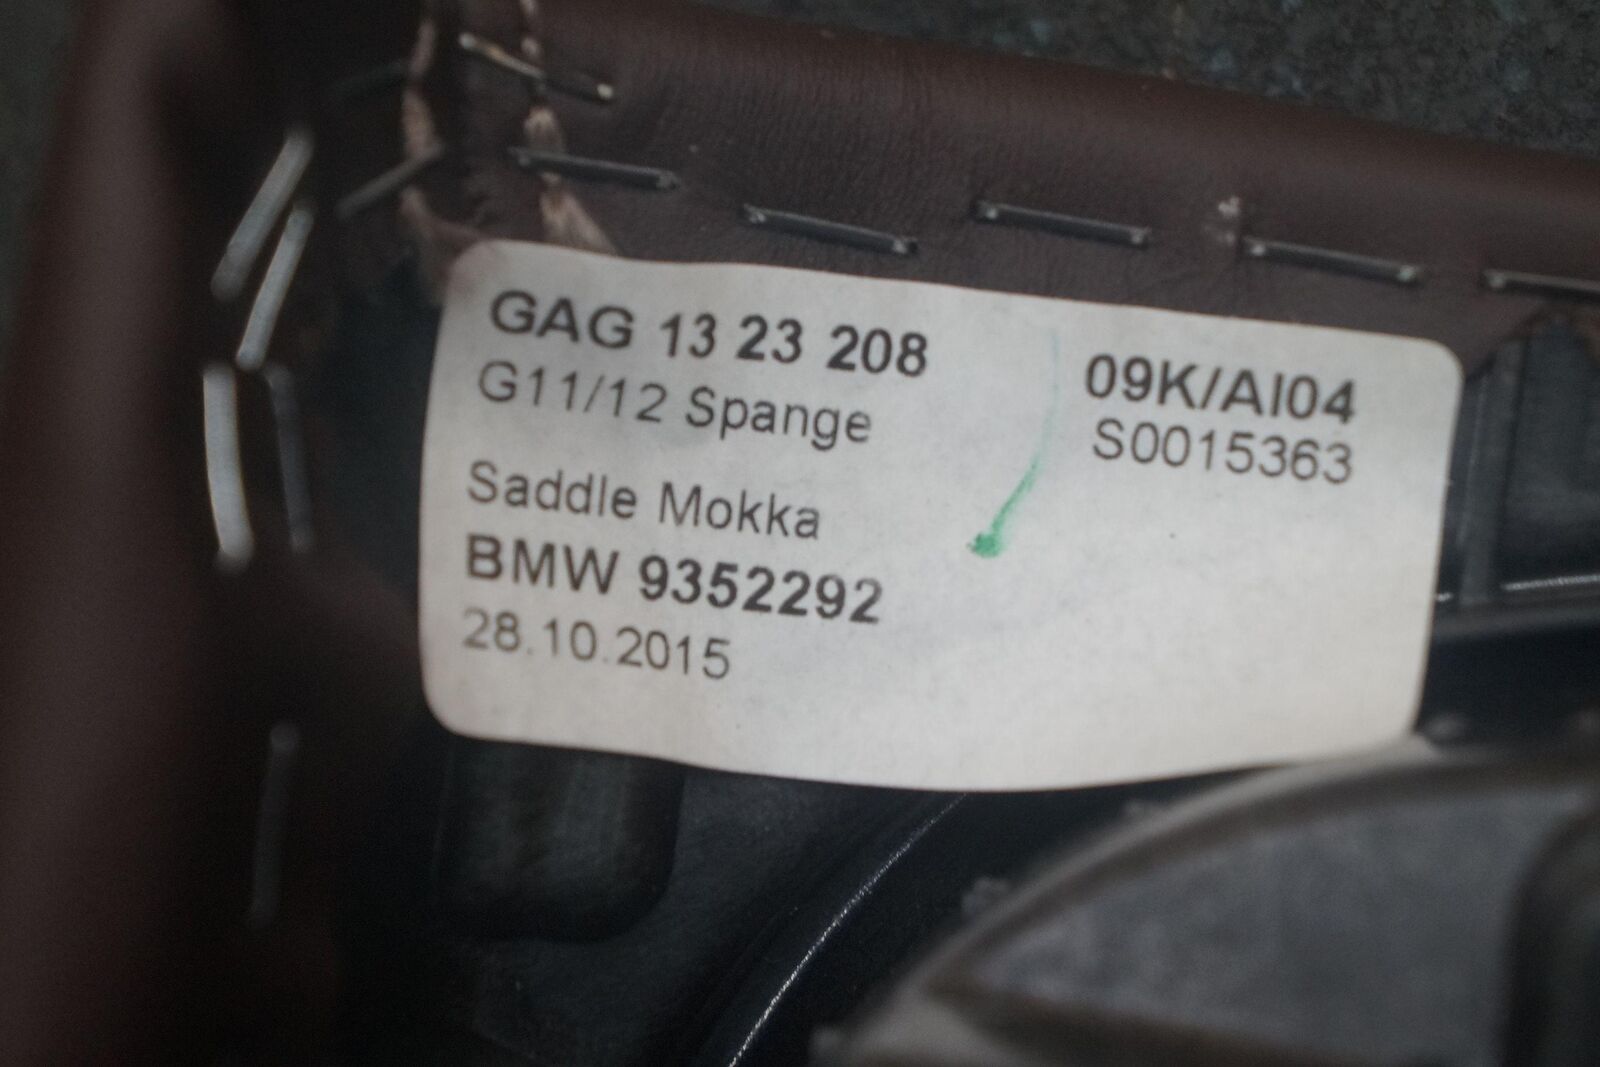 GAG 13 23 208
G11/12 Spange
09K/AI04
S0015363
Saddle Mokka
BMW 9352292
28.10.2015